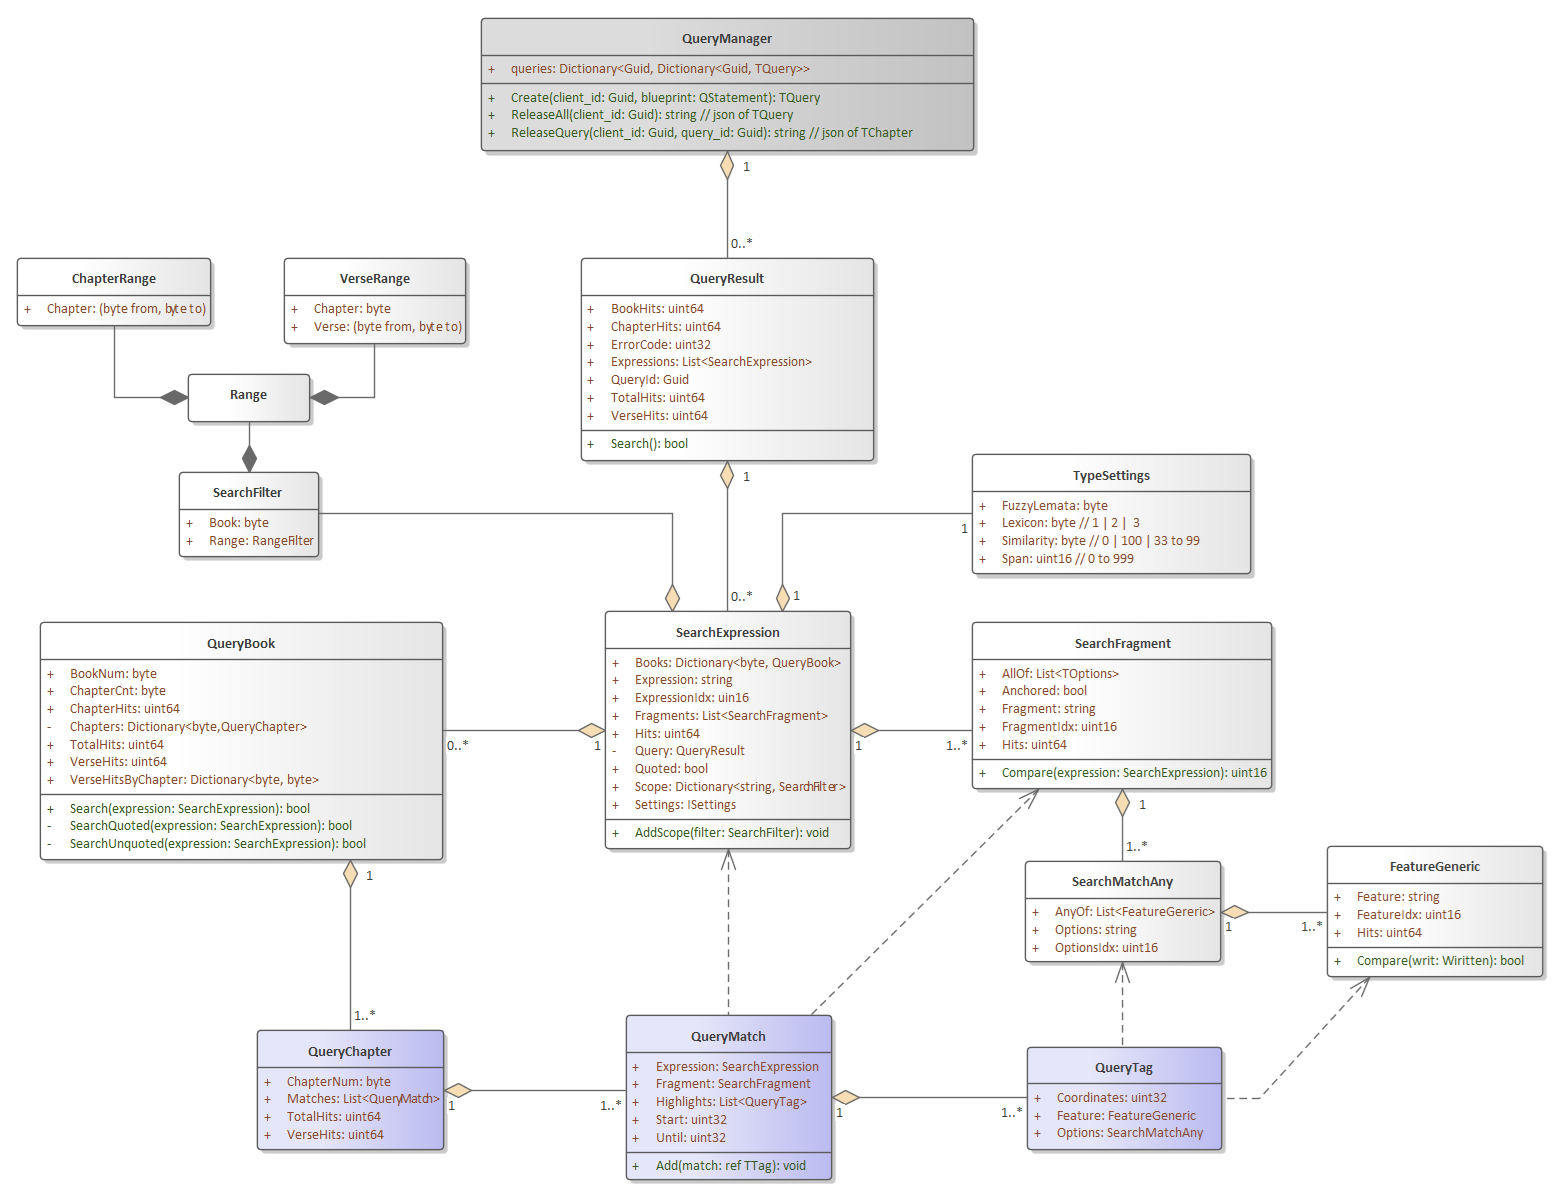 QueryManager
+ queries: Dictionary<Guid, Dictionary<Guid, TQuery>>
+ Create(client_id: Guid, blueprint: QStatement): TQuery
+ ReleaseAll(client_id: Guid): string // json of TQuery
+ ReleaseQuery(client_id: Guid, query_id: Guid): string // json of TChapter
1
0..*
ChapterRange
+ Chapter: (byte from, byte to)
VerseRange
+ Chapter: byte
+ Verse: (byte from, byte to)
QueryResult
+ BookHits: uint64
+ ChapterHits: uint64
+ ErrorCode: uint32
+ Expressions: List<SearchExpression>
+ QueryId: Guid
+ TotalHits: uint64
+ VerseHits: uint64
+ Search(): bool
Range
1
SearchFilter
+ Book: byte
+ Range: RangeFilter
TypeSettings
+ FuzzyLemata: byte
+ Lexicon: byte // 1 | 2 | 3
+ Similarity: byte // 0 | 100 | 33 to 99
+ Span: uint16 // 0 to 999
1
0..*
1
QueryBook
+ BookNum: byte
+ ChapterCnt: byte
+ ChapterHits: uint64
- Chapters: Dictionary<byte,QueryChapter>
+ TotalHits: uint64
+ VerseHits: uint64
+ VerseHitsByChapter: Dictionary<byte, byte>
+ Search(expression: SearchExpression): bool
- SearchQuoted(expression: SearchExpression): bool
- SearchUnquoted(expression: SearchExpression): bool
0..*
1
SearchExpression
+ Books: Dictionary<byte, QueryBook>
+ Expression: string
+ ExpressionIdx: uin16
+ Fragments: List<SearchFragment>
+ Hits: uint64
- Query: QueryResult
+ Quoted: bool
+ Scope: Dictionary<string, SearchFilter>
+ Settings: ISettings
+ AddScope(filter: SearchFilter): void
1
1..*
SearchFragment
+ AllOf: List<TOptions>
+ Anchored: bool
+ Fragment: string
+ FragmentIdx: uint16
+ Hits: uint64
+ Compare(expression: SearchExpression): uint16
1
1..*
SearchMatchAny
+ AnyOf: List<FeatureGereric>
+ Options: string
+ OptionsIdx: uint16
1
1..*
FeatureGeneric
+ Feature: string
+ FeatureIdx: uint16
+ Hits: uint64
+ Compare(writ: Wiritten): bool
1
1..*
QueryChapter
+ ChapterNum: byte
+ Matches: List<QueryMatch>
+ TotalHits: uint64
+ VerseHits: uint64
1
1..*
QueryMatch
+ Expression: SearchExpression
+ Fragment: SearchFragment
+ Highlights: List<QueryTag>
+ Start: uint32
+ Until: uint32
+ Add(match: ref TTag): void
1
1..*
QueryTag
+ Coordinates: uint32
+ Feature: FeatureGeneric
+ Options: SearchMatchAny